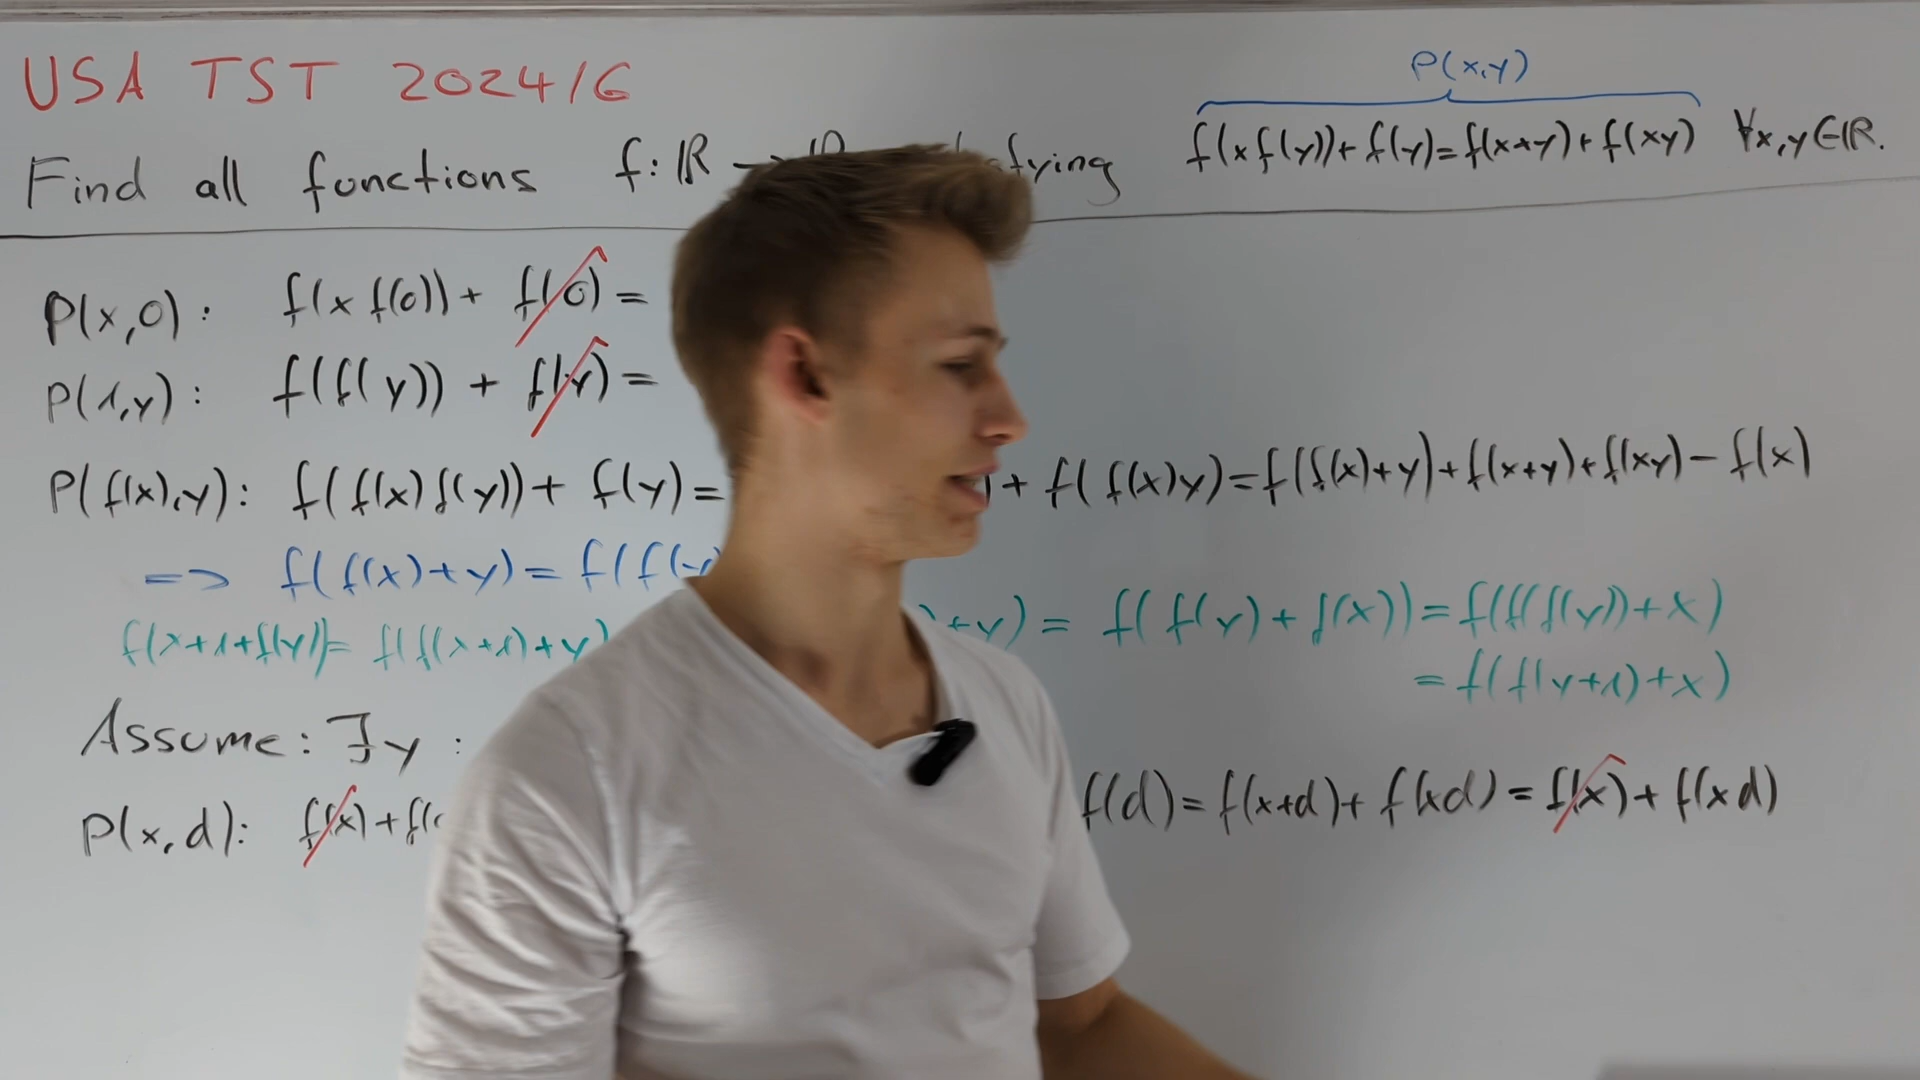 USA TST 2024/6
P(x,y)
Find all functions f: ℝ → f(xf(y))+f(y)=f(x+y)+f(xy) ∀x,y∈ℝ.
P(x,0): f(x f(0)) + f(0) =
P(1,y): f(f(y)) + f(y) =
P(f(x),y): f(f(x)f(y)) + f(y) = + f(f(x)y)=f(f(x)+y)+f(x+y)+f(xy)-f(x)
=> f(f(x)+y) =
f(x+1+f(y))= f(f(x+1)+y) +y) = f(f(y)+f(x))=f(f(f(y))+x)
= f(f(y+1)+x)
Assume: ∃y :
P(x,d): f(x)+ f(d)=f(x+d)+f(xd)=f(x)+f(xd)